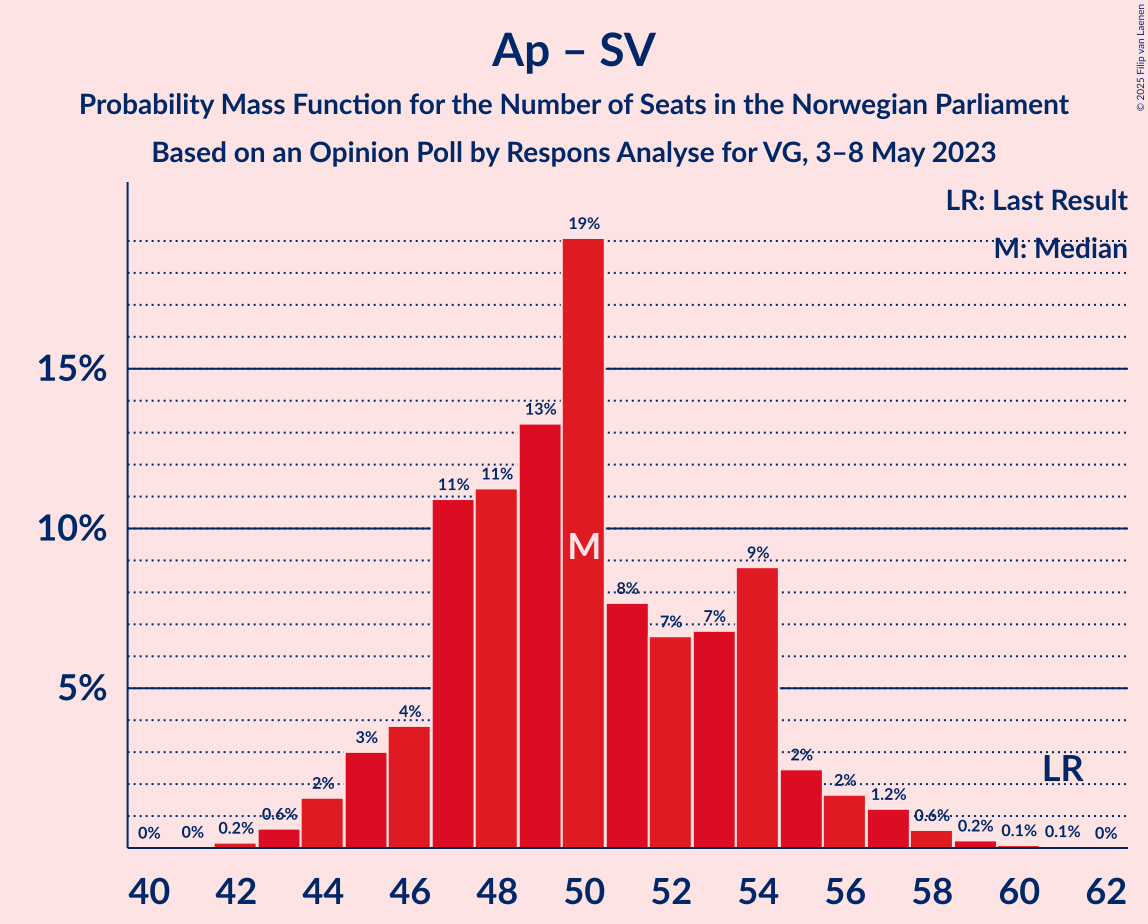 Ap – SV
Probability Mass Function for the Number of Seats in the Norwegian Parliament
Based on an Opinion Poll by Respons Analyse for VG, 3–8 May 2023
© 2025 Filip van Laenen
LR: Last Result
M: Median
15%
10%
5%
0%
0%
0.2%
0.6%
2%
3%
4%
11%
11%
13%
19%
8%
7%
7%
9%
2%
2%
1.2%
0.6%
0.2%
0.1%
0.1%
0%
M
LR
40 42 44 46 48 50 52 54 56 58 60 62